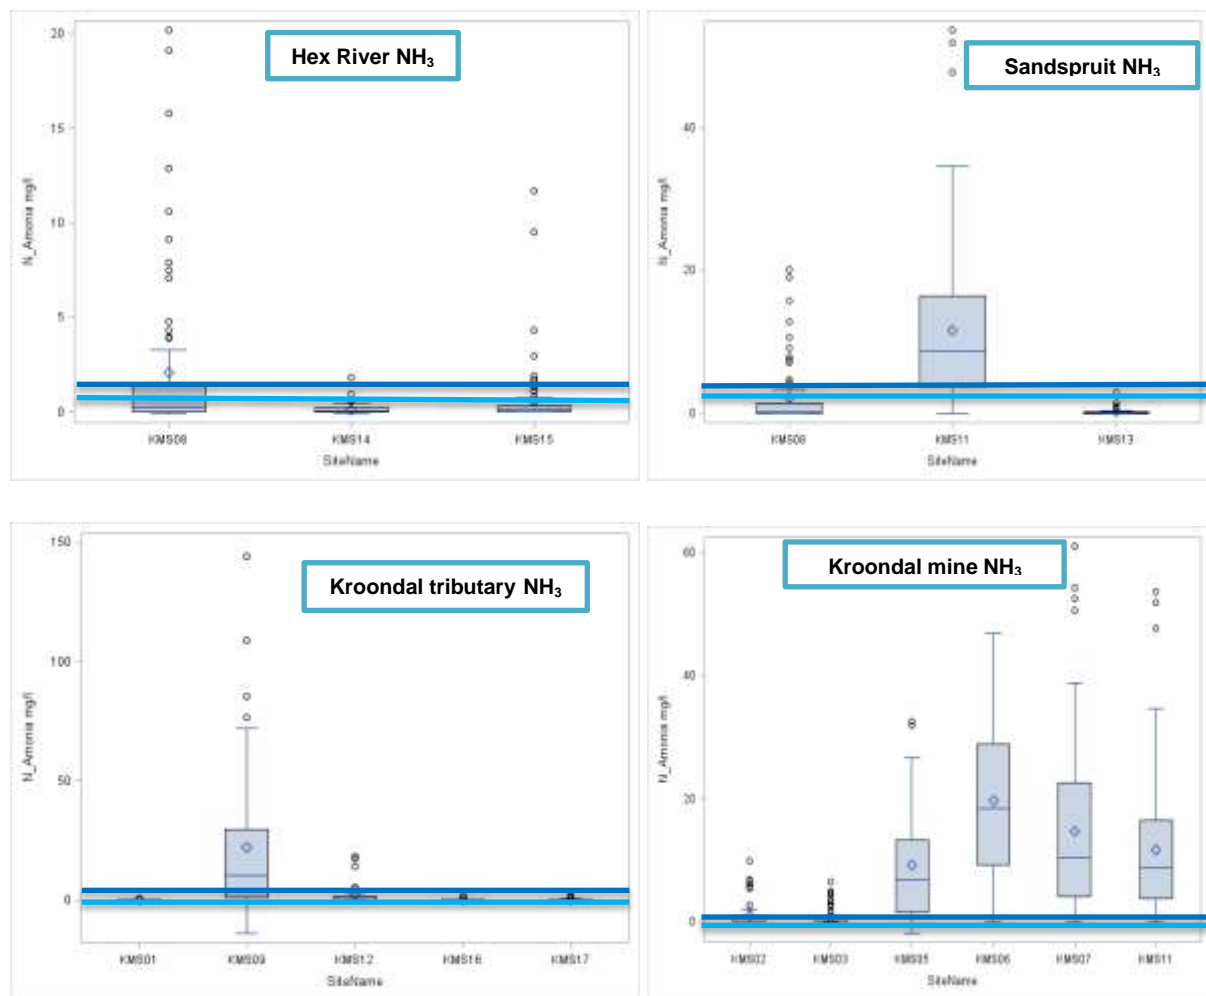 Hex River NH₃
20
15
10
5
0
N_Amonia mg/l
KMS08 KMS14 KMS15
SiteName
Sandspruit NH₃
40
20
0
N_Amonia mg/l
KMS08 KMS11 KMS13
SiteName
Kroondal tributary NH₃
150
100
50
0
N_Amonia mg/l
KMS01 KMS09 KMS12 KMS16 KMS17
SiteName
Kroondal mine NH₃
60
40
20
0
N_Amonia mg/l
KMS02 KMS03 KMS05 KMS06 KMS07 KMS11
SiteName